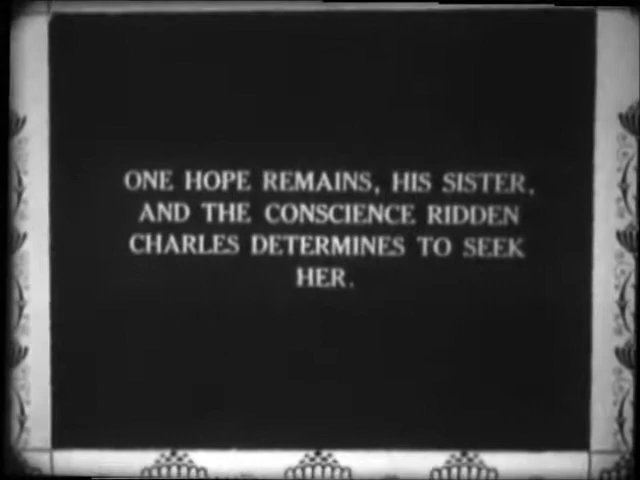 ONE HOPE REMAINS, HIS SISTER,
AND THE CONSCIENCE RIDDEN
CHARLES DETERMINES TO SEEK
HER.